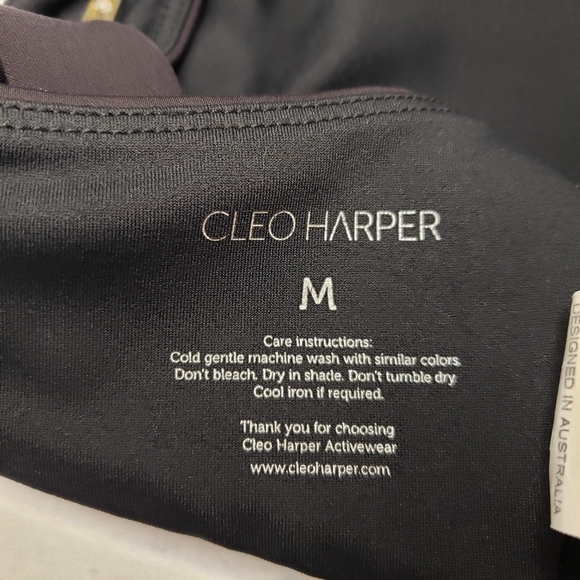 CLEO HARPER
M
Care instructions:
Cold gentle machine wash with similar colors.
Don't bleach. Dry in shade. Don't tumble dry
Cool iron if required.
Thank you for choosing
Cleo Harper Activewear
www.cleoharper.com
DESIGNED IN AUSTRALIA